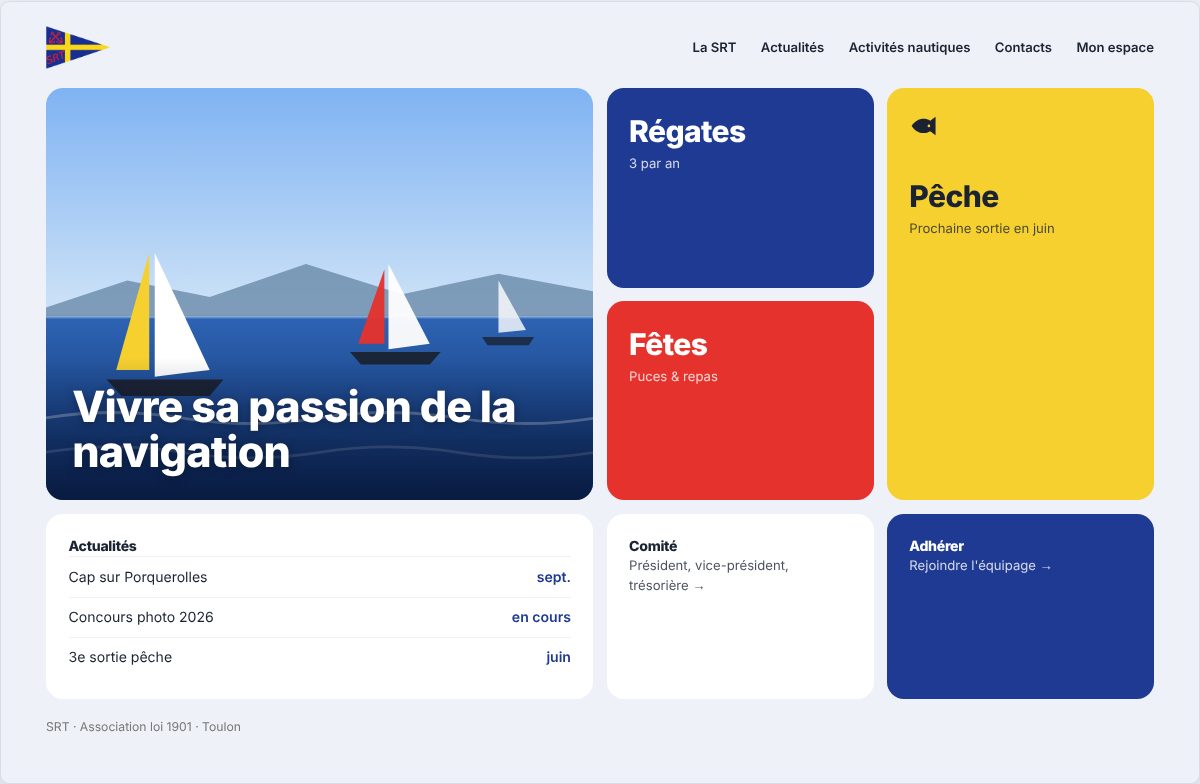 SRT
La SRT
Actualités
Activités nautiques
Contacts
Mon espace
Vivre sa passion de la
navigation
Régates
3 par an
Fêtes
Puces & repas
Pêche
Prochaine sortie en juin
Actualités
Cap sur Porquerolles sept.
Concours photo 2026 en cours
3e sortie pêche juin
Comité
Président, vice-président,
trésorière →
Adhérer
Rejoindre l'équipage →
SRT · Association loi 1901 · Toulon